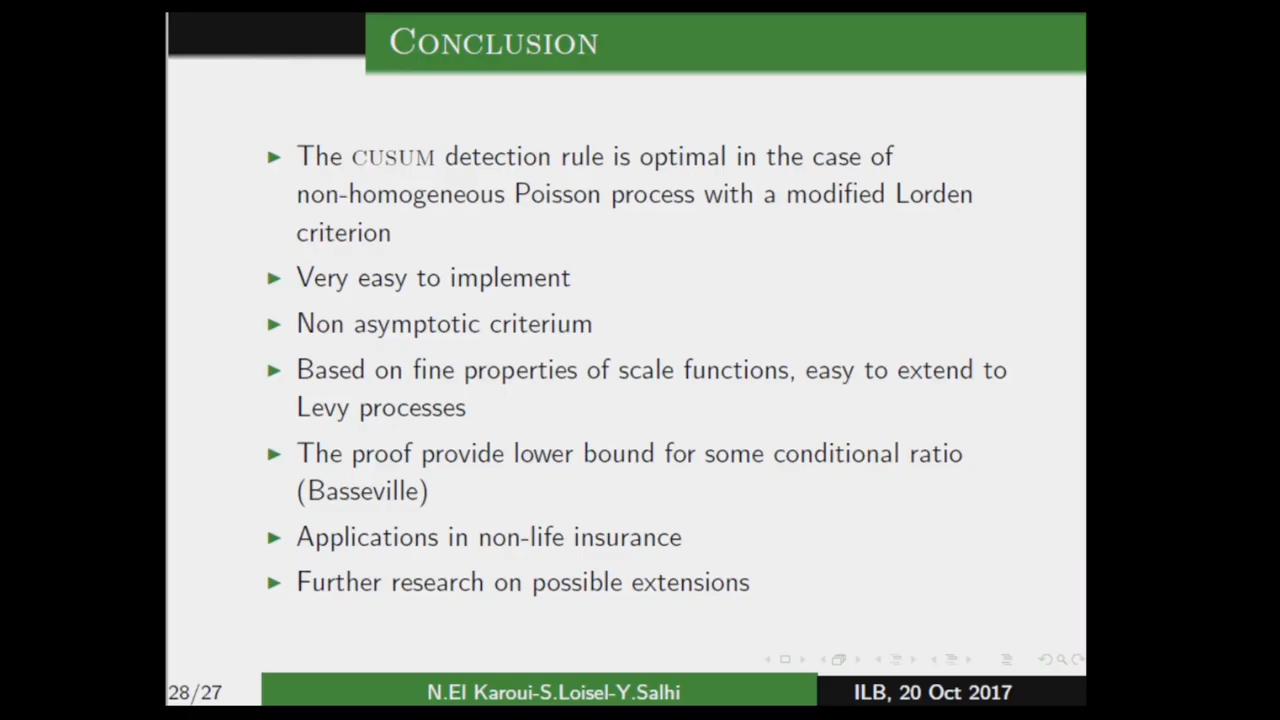 CONCLUSION
The CUSUM detection rule is optimal in the case of
non-homogeneous Poisson process with a modified Lorden
criterion
Very easy to implement
Non asymptotic criterium
Based on fine properties of scale functions, easy to extend to
Levy processes
The proof provide lower bound for some conditional ratio
(Basseville)
Applications in non-life insurance
Further research on possible extensions
28/27 N.El Karoui-S.Loisel-Y.Salhi ILB, 20 Oct 2017